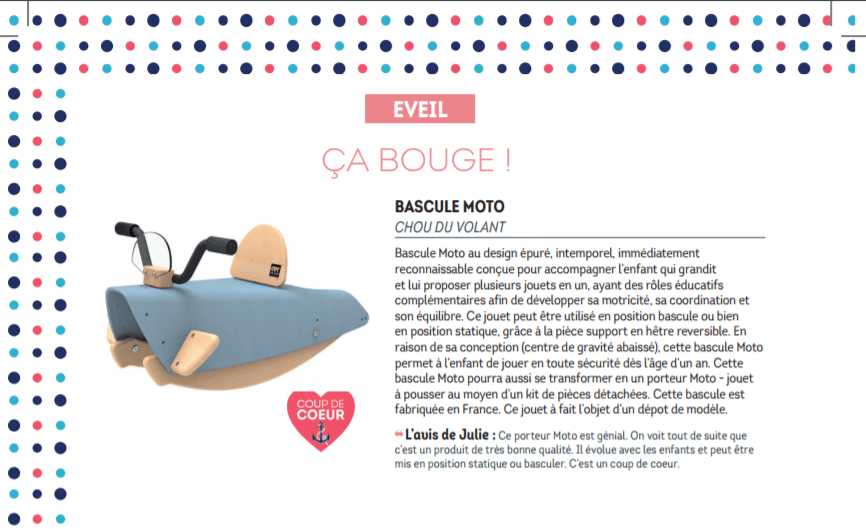 EVEIL
ÇA BOUGE !
BASCULE MOTO
CHOU DU VOLANT
Bascule Moto au design épuré, intemporel, immédiatement
reconnaissable conçue pour accompagner l'enfant qui grandit
et lui proposer plusieurs jouets en un, ayant des rôles éducatifs
complémentaires afin de développer sa motricité, sa coordination et
son équilibre. Ce jouet peut être utilisé en position bascule ou bien
en position statique, grâce à la pièce support en hêtre reversible. En
raison de sa conception (centre de gravité abaissé), cette bascule Moto
permet à l'enfant de jouer en toute sécurité dès l'âge d'un an. Cette
bascule Moto pourra aussi se transformer en un porteur Moto - jouet
à pousser au moyen d'un kit de pièces détachées. Cette bascule est
fabriquée en France. Ce jouet à fait l'objet d'un dépot de modèle.
COUP DE
COEUR
❝ L'avis de Julie : Ce porteur Moto est génial. On voit tout de suite que
c'est un produit de très bonne qualité. Il évolue avec les enfants et peut être
mis en position statique ou basculer. C'est un coup de coeur.